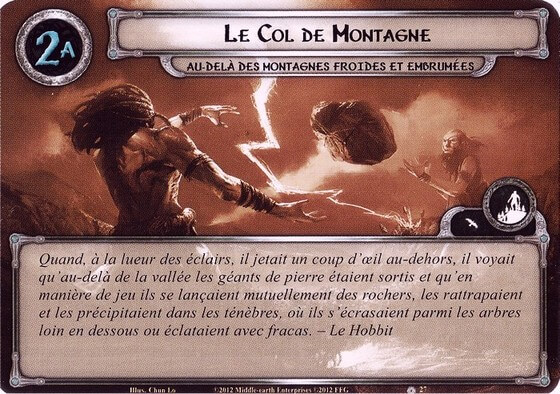 2A
LE COL DE MONTAGNE
AU-DELÀ DES MONTAGNES FROIDES ET EMBRUMÉES
Quand, à la lueur des éclairs, il jetait un coup d'œil au-dehors, il voyait
qu'au-delà de la vallée les géants de pierre étaient sortis et qu'en
manière de jeu ils se lançaient mutuellement des rochers, les rattrapaient
et les précipitaient dans les ténèbres, où ils s'écrasaient parmi les arbres
loin en dessous ou éclataient avec fracas. – Le Hobbit
Illus. Chun Lo ©2012 Middle-earth Enterprises ©2012 FFG 27